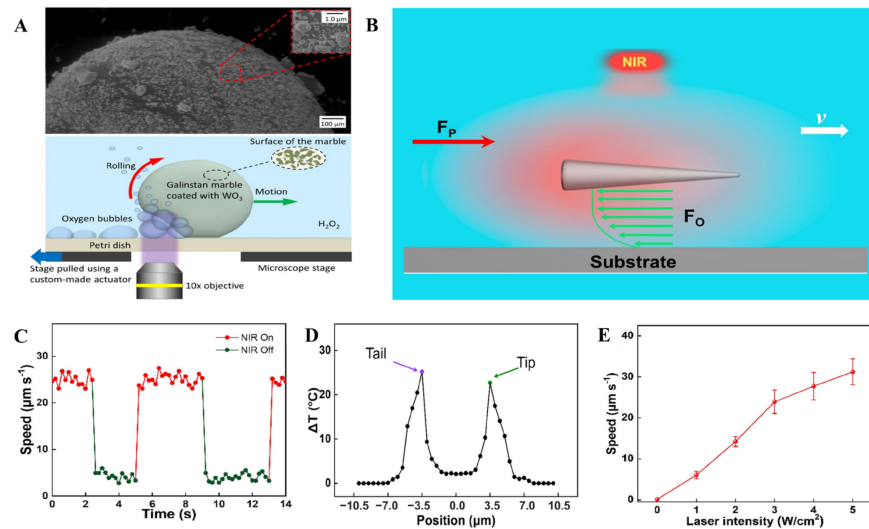 A
1.0 μm
100 μm
Surface of the marble
Rolling
Galinstan marble
coated with WO3
Motion
Oxygen bubbles
H2O2
Petri dish
Stage pulled using a
custom-made actuator
Microscope stage
10x objective
B
NIR
FP
v
FO
Substrate
C
NIR On
NIR Off
Speed (μm s-1)
30
20
10
0
0 2 4 6 8 10 12 14
Time (s)
D
Tail
Tip
ΔT (°C)
30
20
10
0
-10.5 -7.0 -3.5 0.0 3.5 7.0 10.5
Position (μm)
E
Speed (μm s-1)
40
30
20
10
0
0 1 2 3 4 5
Laser intensity (W/cm2)